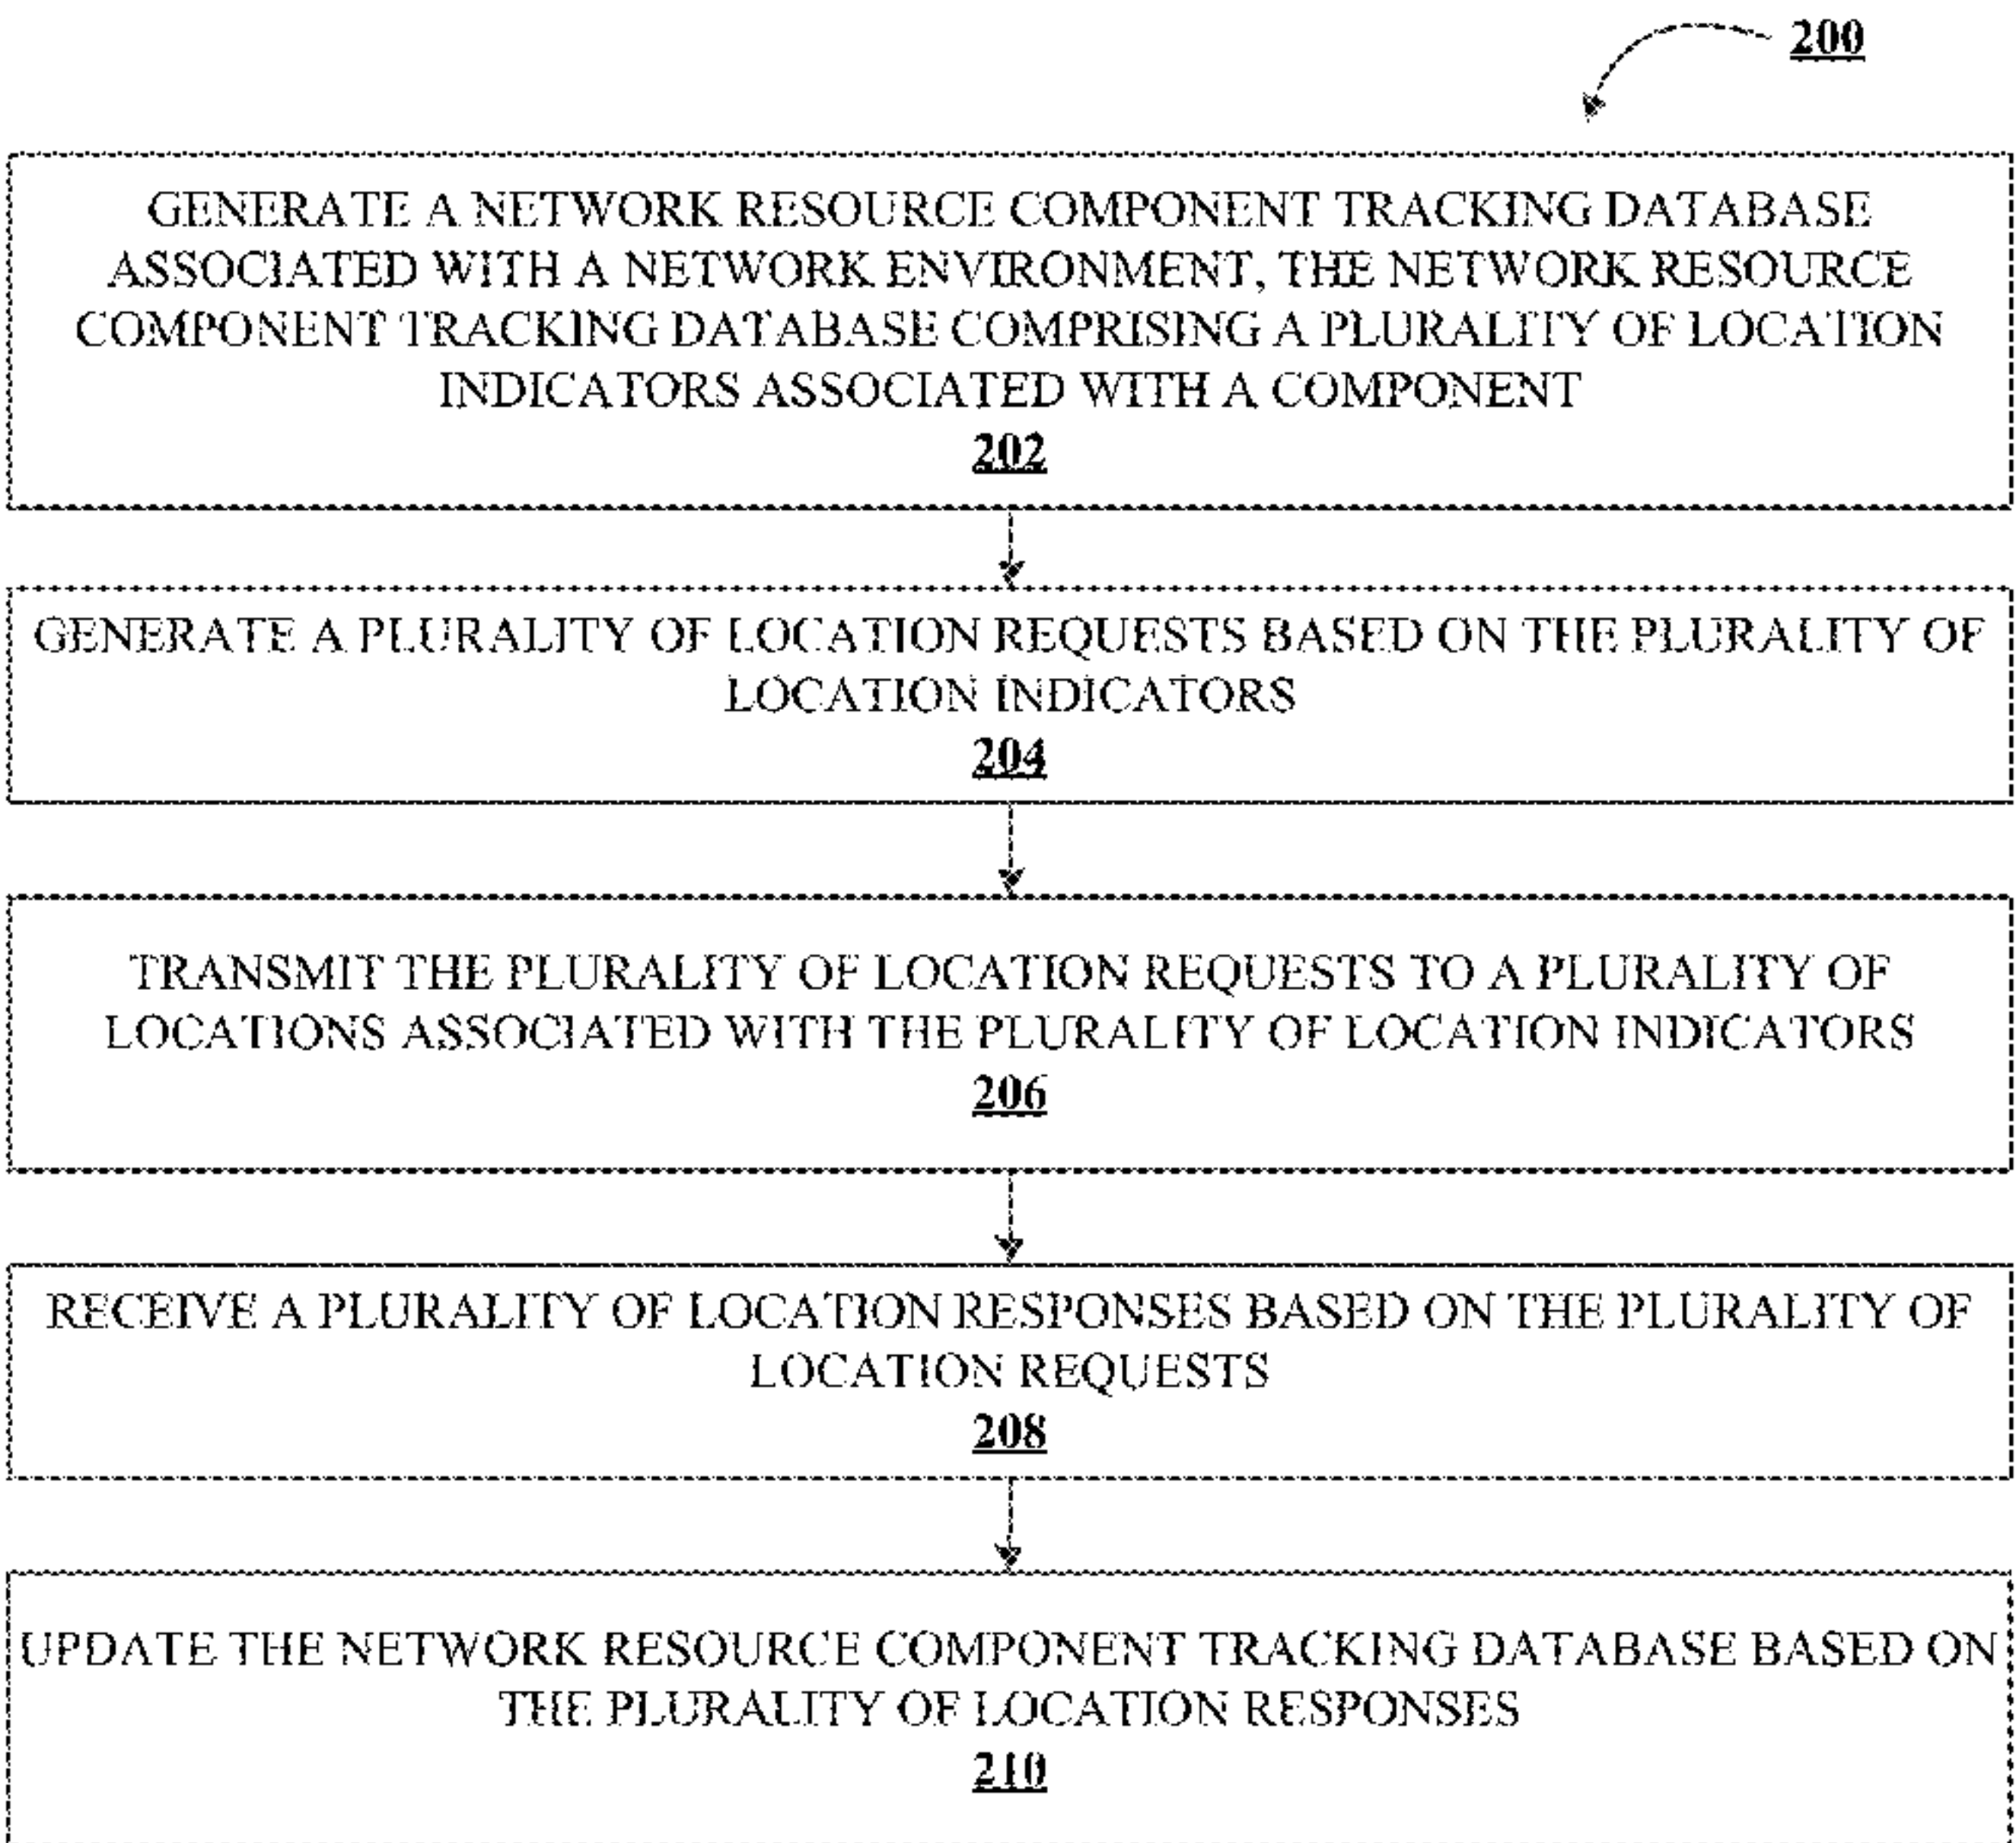 200
GENERATE A NETWORK RESOURCE COMPONENT TRACKING DATABASE
ASSOCIATED WITH A NETWORK ENVIRONMENT, THE NETWORK RESOURCE
COMPONENT TRACKING DATABASE COMPRISING A PLURALITY OF LOCATION
INDICATORS ASSOCIATED WITH A COMPONENT
202
GENERATE A PLURALITY OF LOCATION REQUESTS BASED ON THE PLURALITY OF
LOCATION INDICATORS
204
TRANSMIT THE PLURALITY OF LOCATION REQUESTS TO A PLURALITY OF
LOCATIONS ASSOCIATED WITH THE PLURALITY OF LOCATION INDICATORS
206
RECEIVE A PLURALITY OF LOCATION RESPONSES BASED ON THE PLURALITY OF
LOCATION REQUESTS
208
UPDATE THE NETWORK RESOURCE COMPONENT TRACKING DATABASE BASED ON
THE PLURALITY OF LOCATION RESPONSES
210